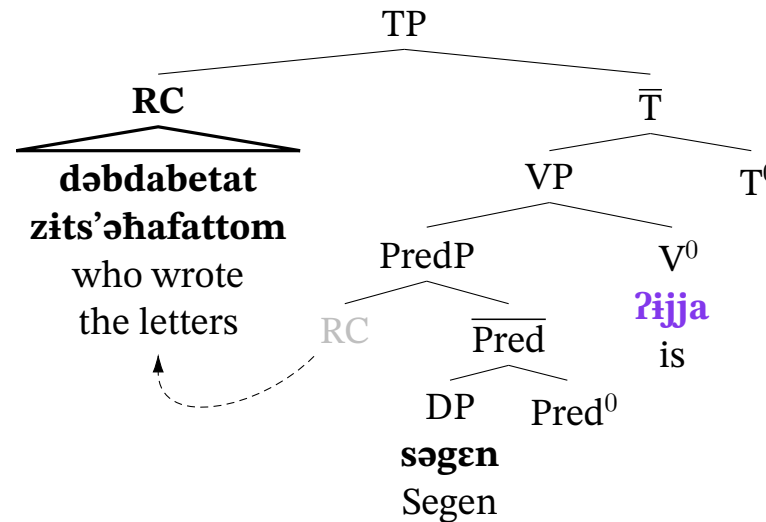 TP
RC T̅
dəbdabetat
zɨts’əħafattom
who wrote
the letters
VP T⁰
PredP V⁰
ʔɨjja
is
RC P̅r̅e̅d̅
DP Pred⁰
səgɛn
Segen